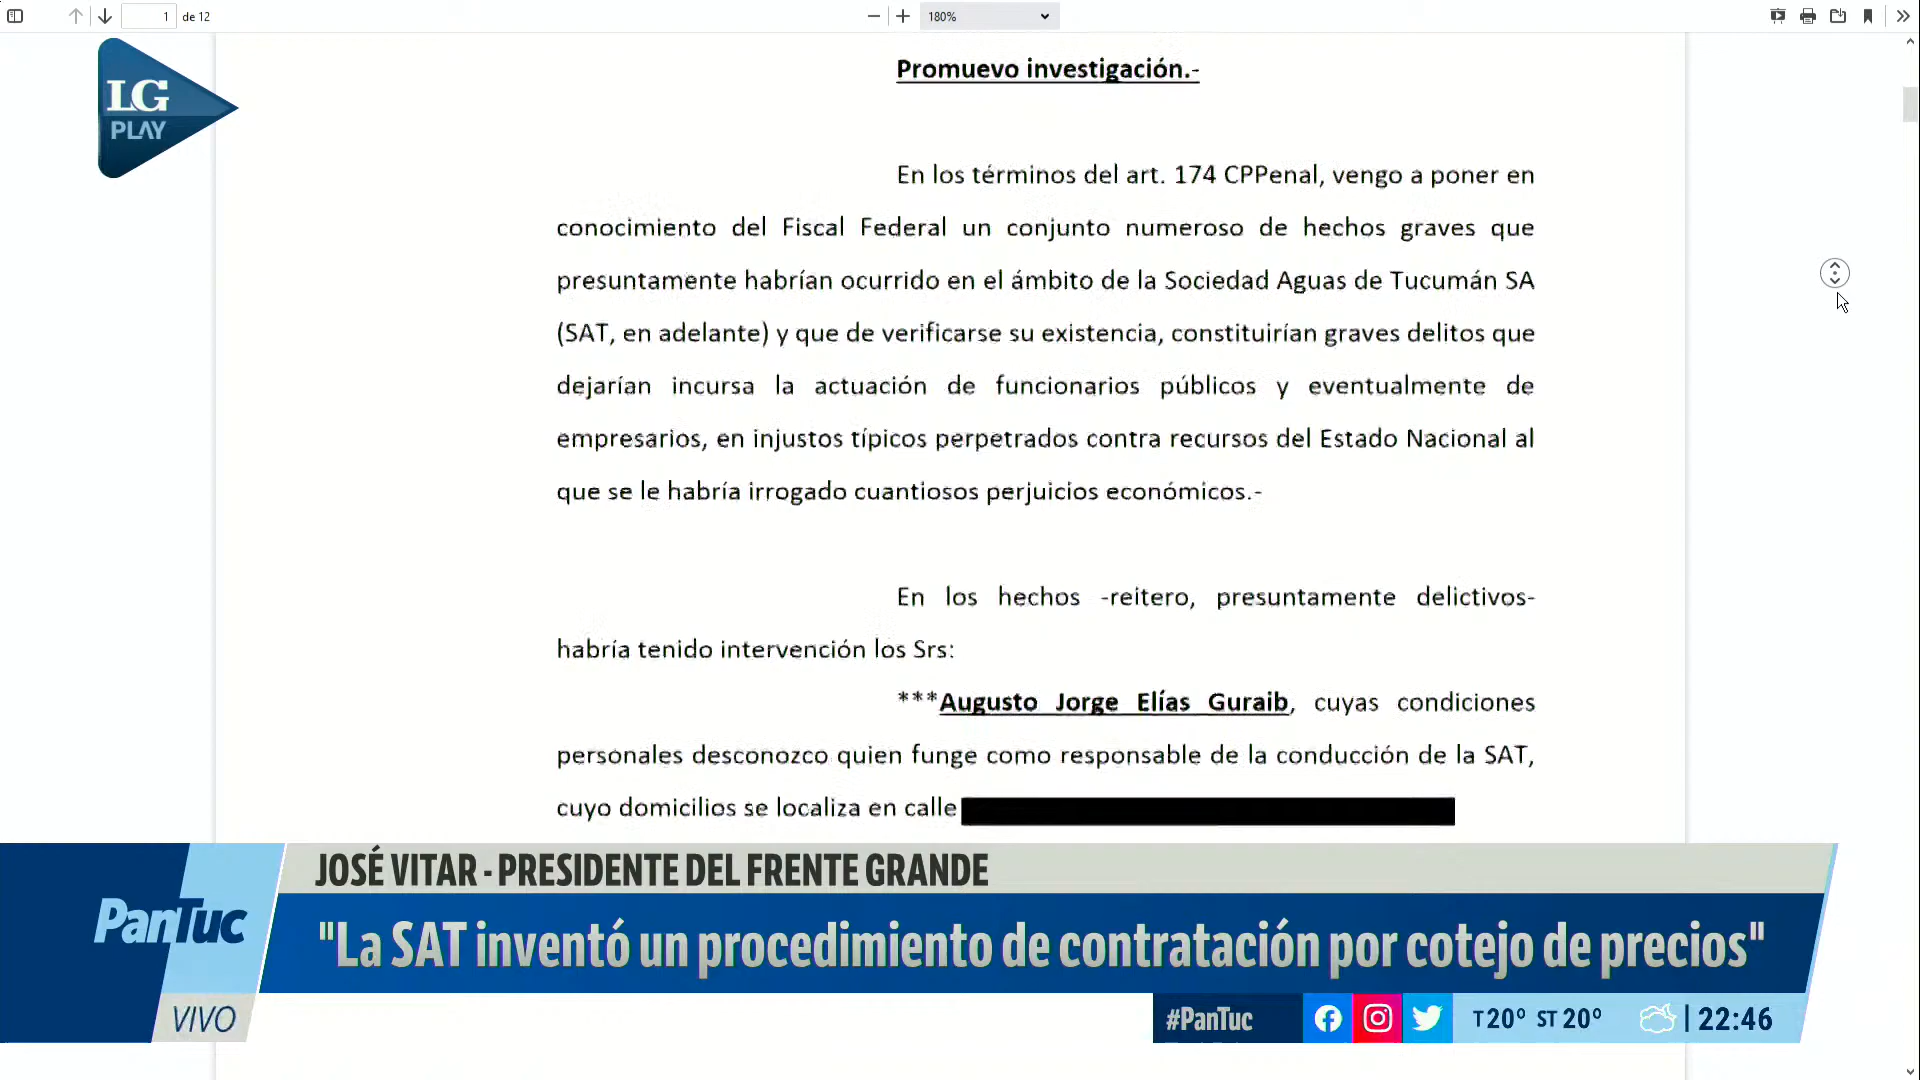 1 de 12
180%
LG
PLAY
Promuevo investigación.-
En los términos del art. 174 CPPenal, vengo a poner en
conocimiento del Fiscal Federal un conjunto numeroso de hechos graves que
presuntamente habrían ocurrido en el ámbito de la Sociedad Aguas de Tucumán SA
(SAT, en adelante) y que de verificarse su existencia, constituirían graves delitos que
dejarían incursa la actuación de funcionarios públicos y eventualmente de
empresarios, en injustos típicos perpetrados contra recursos del Estado Nacional al
que se le habría irrogado cuantiosos perjuicios económicos.-
En los hechos -reitero, presuntamente delictivos-
habría tenido intervención los Srs:
***Augusto Jorge Elías Guraib, cuyas condiciones
personales desconozco quien funge como responsable de la conducción de la SAT,
cuyo domicilios se localiza en calle
JOSÉ VITAR - PRESIDENTE DEL FRENTE GRANDE
PanTuc
"La SAT inventó un procedimiento de contratación por cotejo de precios"
VIVO
#PanTuc
T20º ST20º
22:46